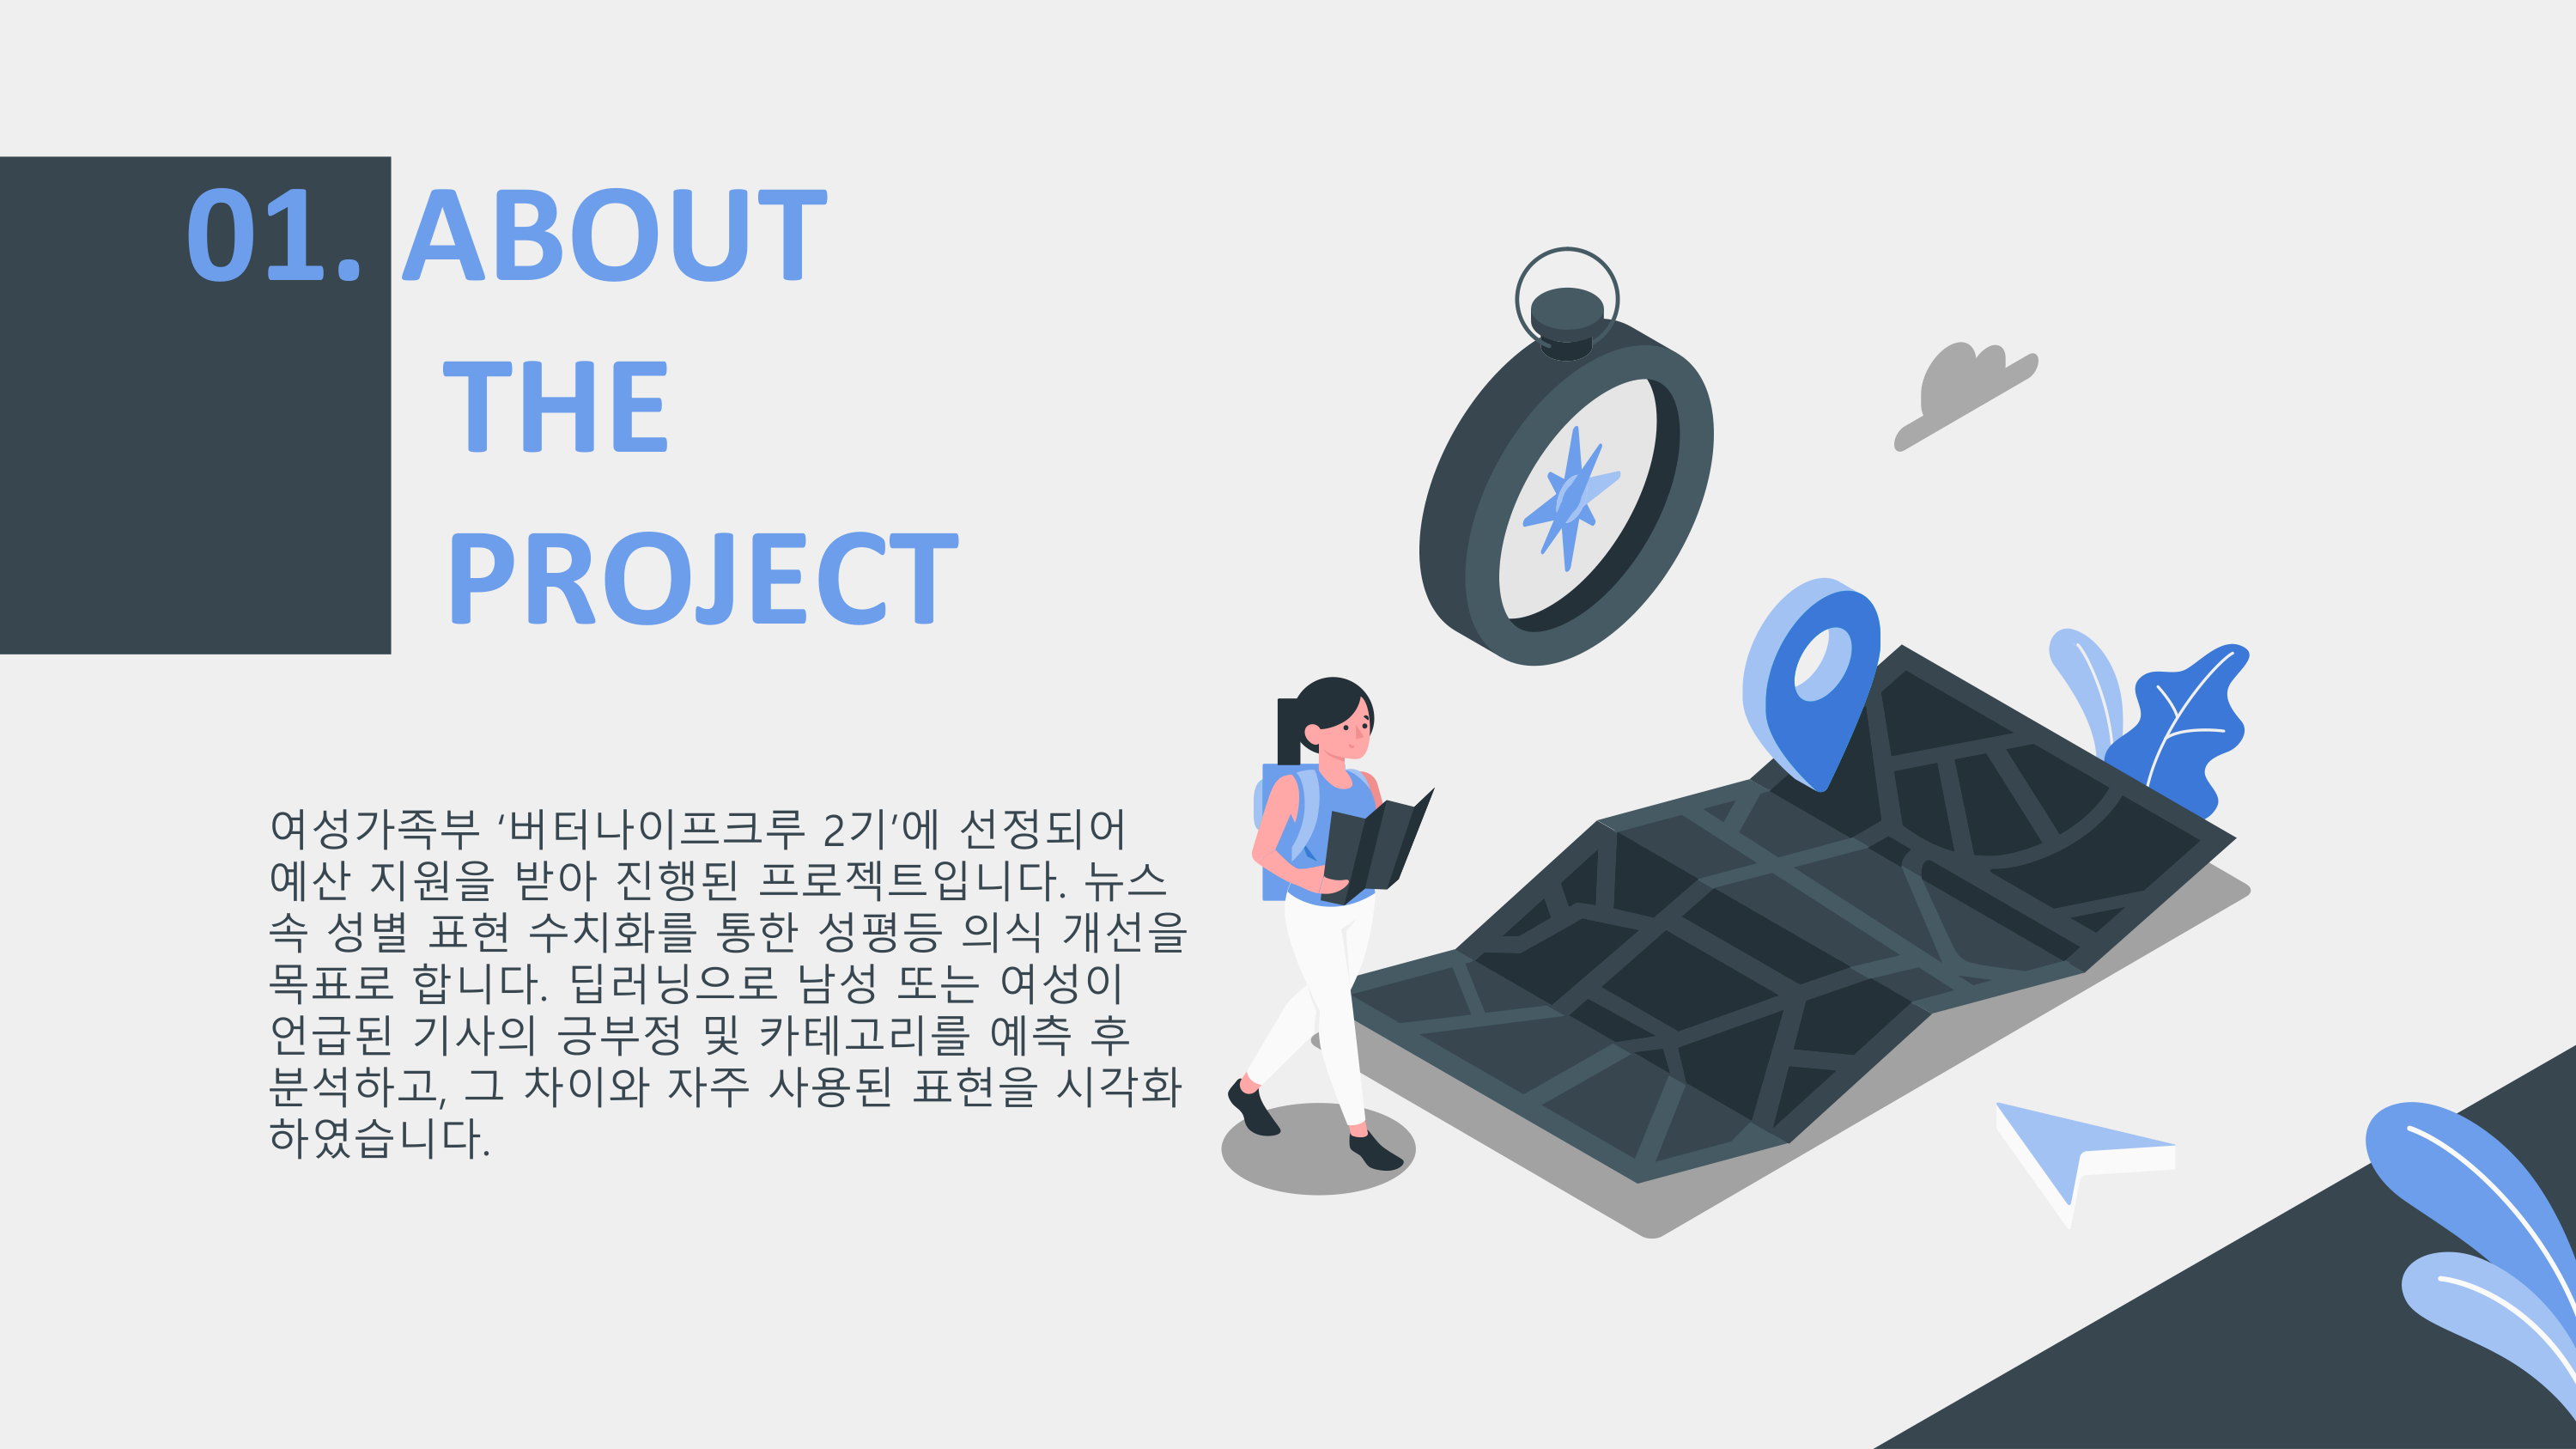 01. ABOUT
THE
PROJECT
여성가족부 ‘버터나이프크루 2기’에 선정되어
예산 지원을 받아 진행된 프로젝트입니다. 뉴스
속 성별 표현 수치화를 통한 성평등 의식 개선을
목표로 합니다. 딥러닝으로 남성 또는 여성이
언급된 기사의 긍부정 및 카테고리를 예측 후
분석하고, 그 차이와 자주 사용된 표현을 시각화
하였습니다.